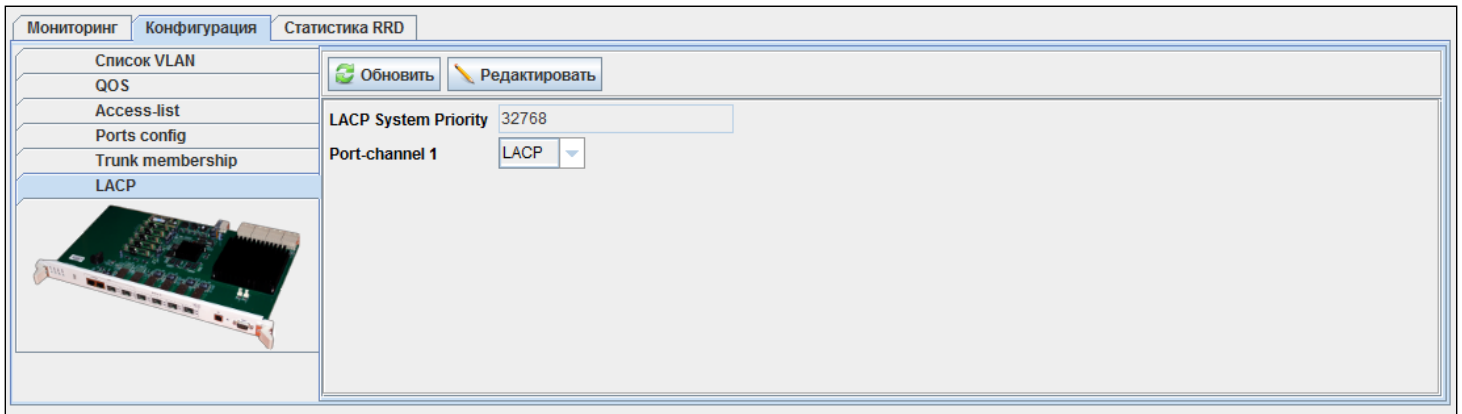 Мониторинг Конфигурация Статистика RRD
Список VLAN
QOS
Access-list
Ports config
Trunk membership
LACP
Обновить Редактировать
LACP System Priority 32768
Port-channel 1 LACP